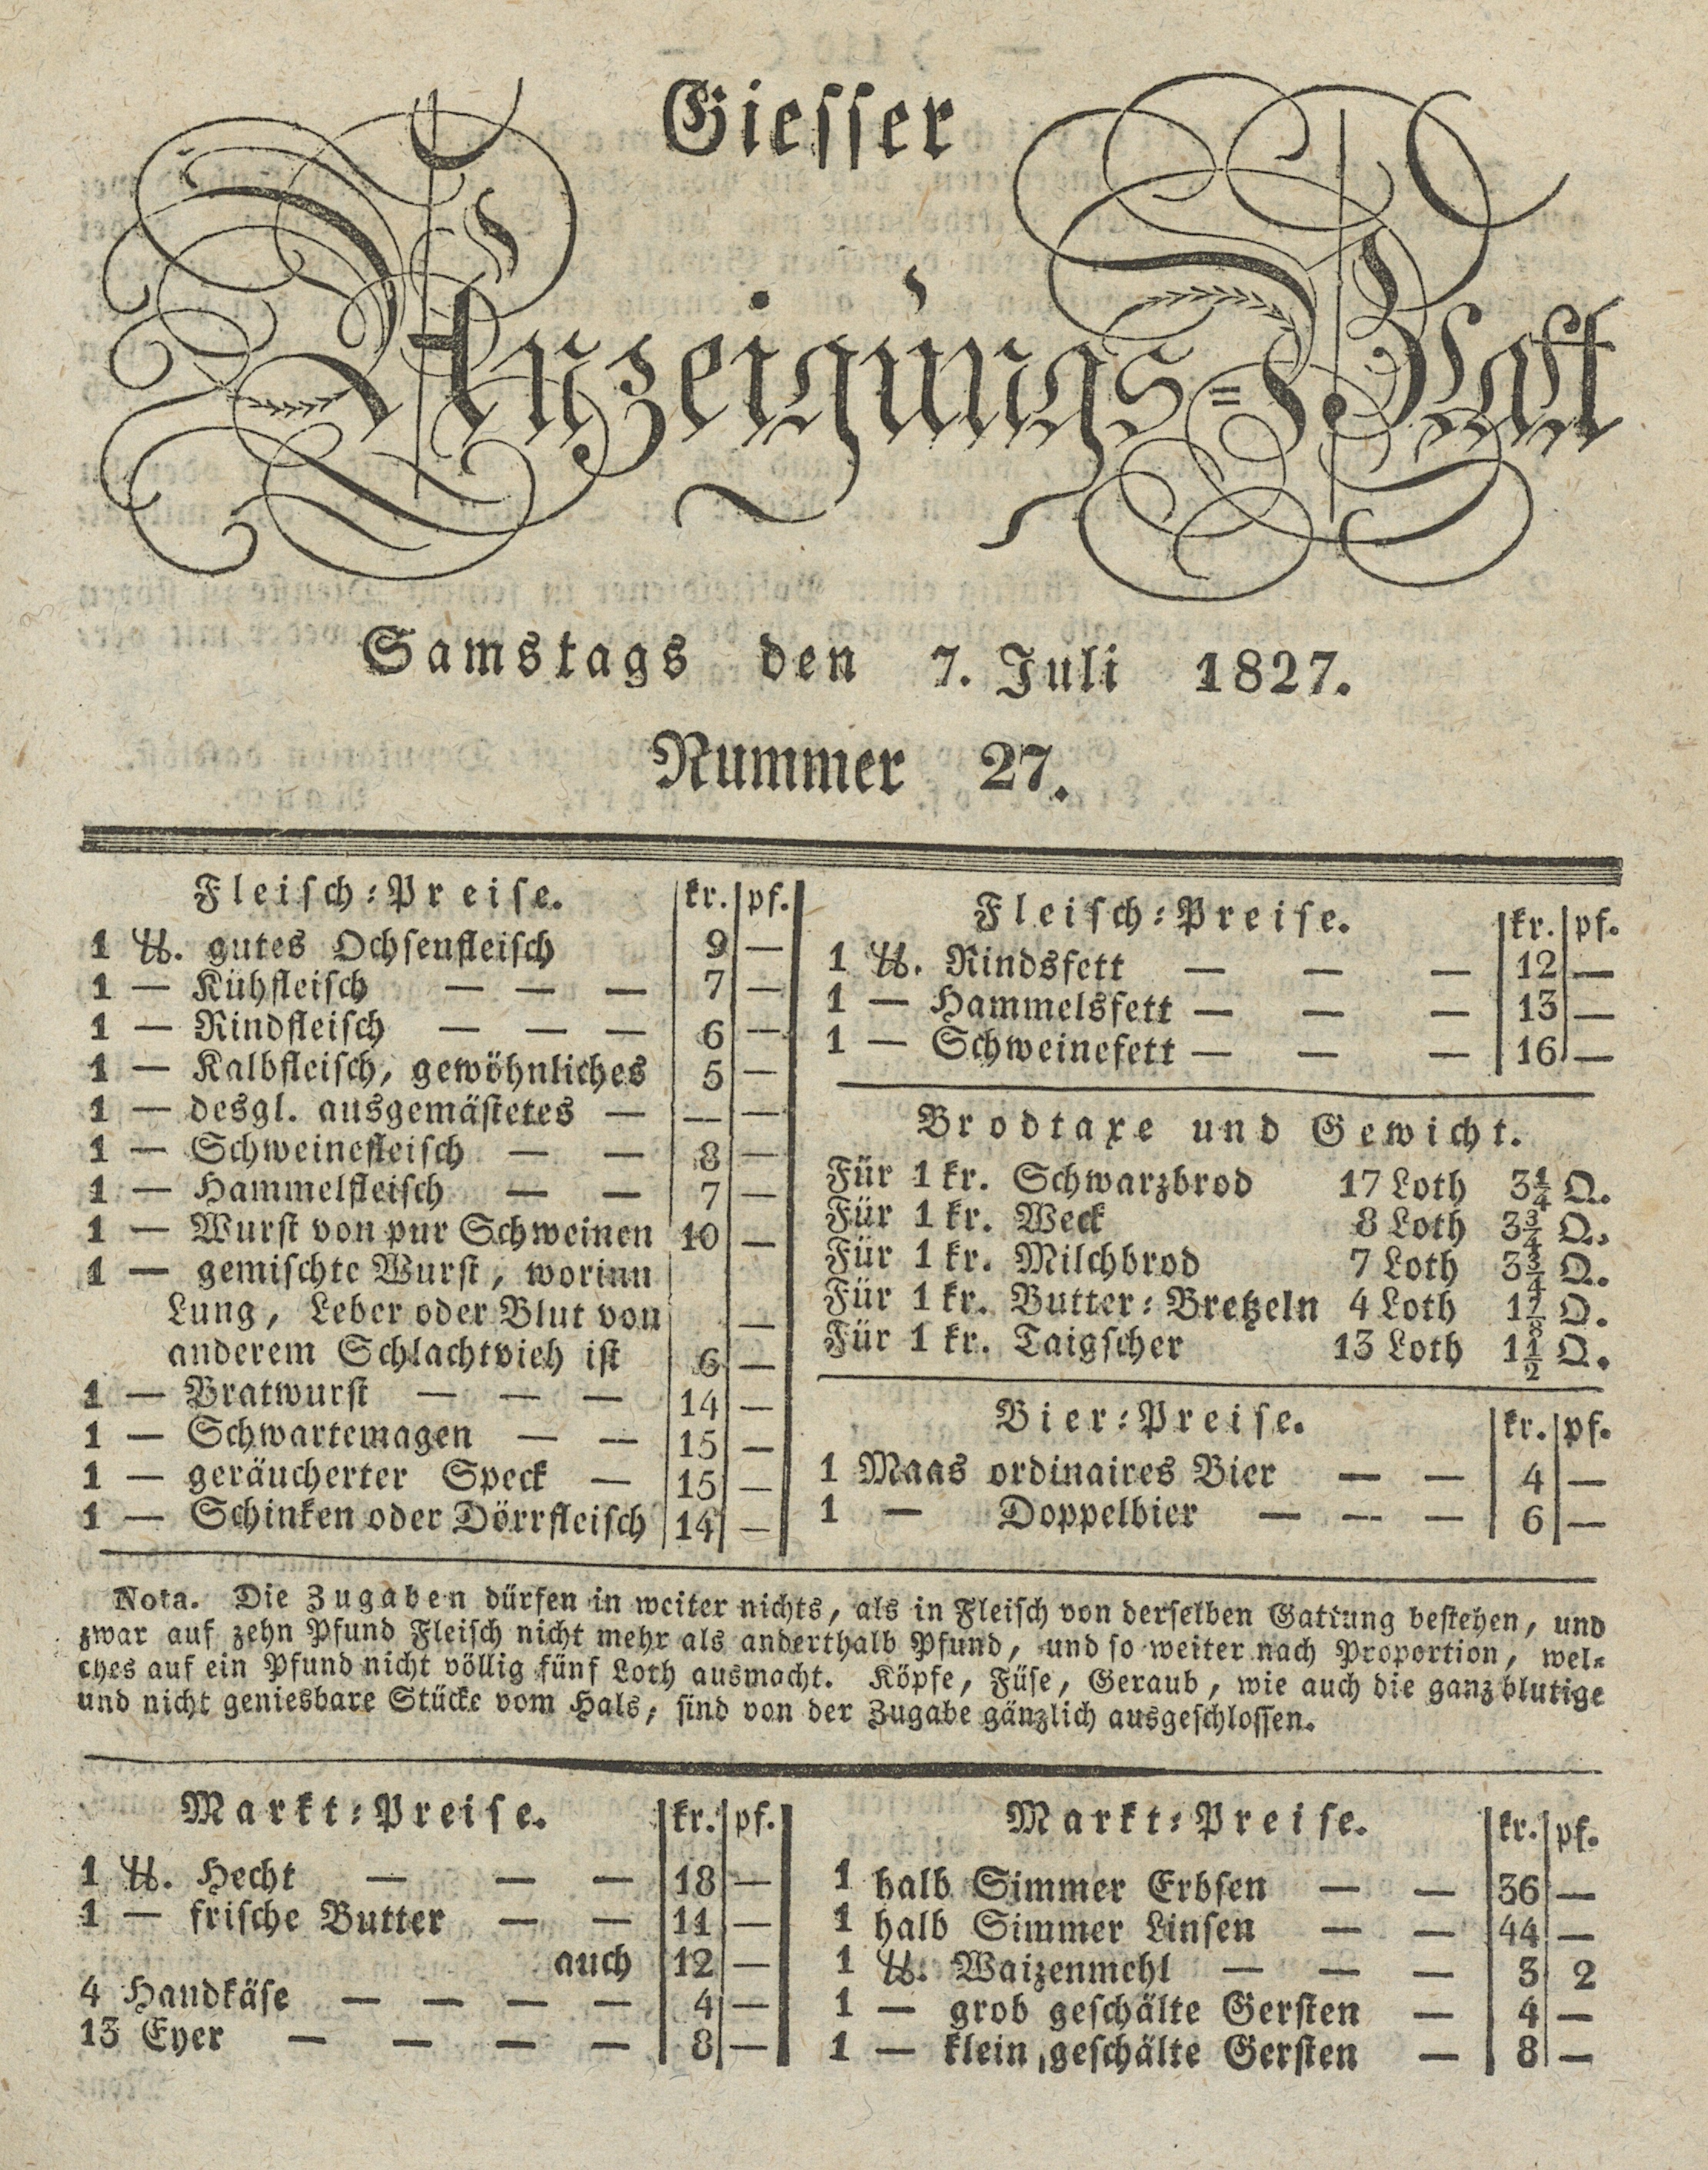 Giesser
Anzeigungs-Blatt
Samstags den 7. Juli 1827.
Nummer 27.
Fleisch-Preise. kr. pf.
1 ℔. gutes Ochsenfleisch 9 —
1 — Kühfleisch — — — 7 —
1 — Rindfleisch — — — 6 —
1 — Kalbfleisch, gewöhnliches 5 —
1 — desgl. ausgemästetes — — —
1 — Schweinefleisch — — 8 —
1 — Hammelfleisch — — 7 —
1 — Wurst von pur Schweinen 10 —
1 — gemischte Wurst, worinn
Lung, Leber oder Blut von —
anderem Schlachtvieh ist 6 —
1 — Bratwurst — — — 14 —
1 — Schwartemagen — — 15 —
1 — geräucherter Speck — 15 —
1 — Schinken oder Dörrfleisch 14 —
Fleisch-Preise. kr. pf.
1 ℔. Rindsfett — — — 12 —
1 — Hammelsfett — — — 13 —
1 — Schweinefett — — — 16 —
Brodtaxe und Gewicht.
Für 1 kr. Schwarzbrod 17 Loth 3¼ Q.
Für 1 kr. Weck 8 Loth 3¾ Q.
Für 1 kr. Milchbrod 7 Loth 3¾ Q.
Für 1 kr. Butter-Bretzeln 4 Loth 1⅞ Q.
Für 1 kr. Taigscher 13 Loth 1½ Q.
Bier-Preise. kr. pf.
1 Maas ordinaires Bier — — 4 —
1 — Doppelbier — — — 6 —
Nota. Die Zugaben dürfen in weiter nichts, als in Fleisch von derselben Gattung bestehen, und
zwar auf zehn Pfund Fleisch nicht mehr als anderthalb Pfund, und so weiter nach Proportion, wel-
ches auf ein Pfund nicht völlig fünf Loth ausmacht. Köpfe, Füse, Geraub, wie auch die ganz blutige
und nicht geniesbare Stücke vom Hals, sind von der Zugabe gänzlich ausgeschlossen.
Markt-Preise. kr. pf.
1 ℔. Hecht — — — 18 —
1 — frische Butter — — 11 —
auch 12 —
4 Handkäse — — — — 4 —
13 Eyer — — — — 8 —
Markt-Preise. kr. pf.
1 halb Simmer Erbsen — — 36 —
1 halb Simmer Linsen — — 44 —
1 ℔. Waizenmehl — — — 3 2
1 — grob geschälte Gersten — 4 —
1 — klein geschälte Gersten — 8 —